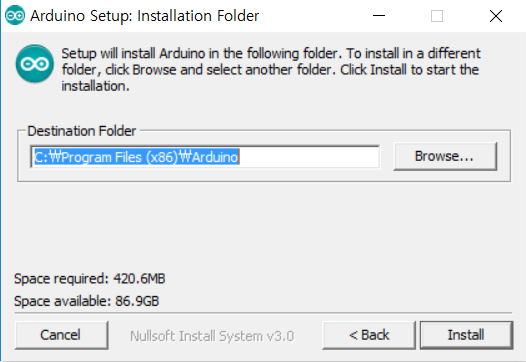 Arduino Setup: Installation Folder
Setup will install Arduino in the following folder. To install in a different
folder, click Browse and select another folder. Click Install to start the
installation.
Destination Folder
C:₩Program Files (x86)₩Arduino
Browse...
Space required: 420.6MB
Space available: 86.9GB
Cancel
Nullsoft Install System v3.0
< Back
Install